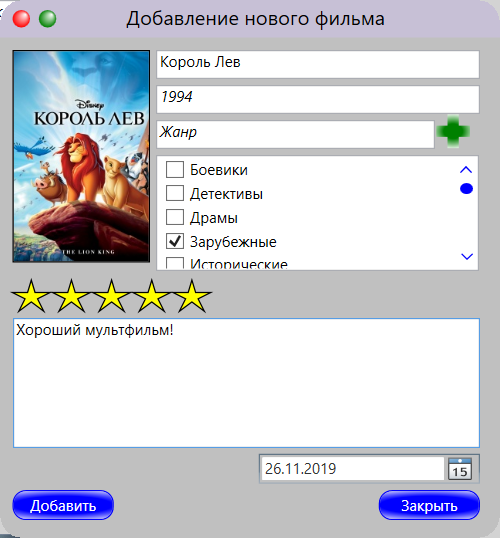 Добавление нового фильма
Disney
КОРОЛЬ ЛЕВ
THE LION KING
Король Лев
1994
Жанр
Боевики
Детективы
Драмы
Зарубежные
Исторические
Хороший мультфильм!
26.11.2019
15
Добавить
Закрыть